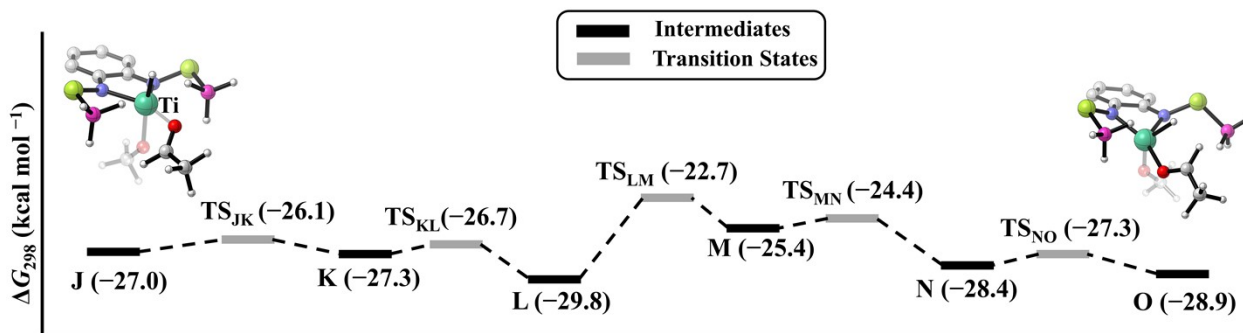 Intermediates
Transition States
ΔG298 (kcal mol −1)
Ti
J (−27.0)
TSJK (−26.1)
K (−27.3)
TSKL (−26.7)
L (−29.8)
TSLM (−22.7)
M (−25.4)
TSMN (−24.4)
N (−28.4)
TSNO (−27.3)
O (−28.9)